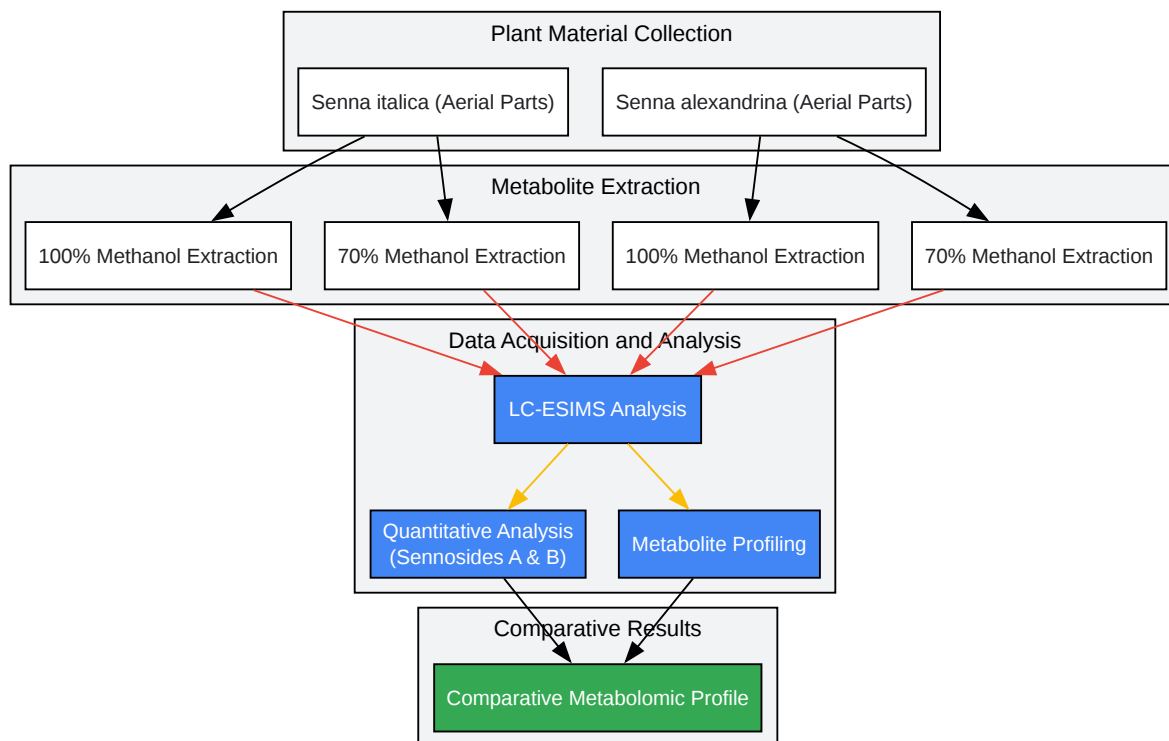 Plant Material Collection
Senna italica (Aerial Parts)
Senna alexandrina (Aerial Parts)
Metabolite Extraction
100% Methanol Extraction
70% Methanol Extraction
100% Methanol Extraction
70% Methanol Extraction
Data Acquisition and Analysis
LC-ESIMS Analysis
Quantitative Analysis
(Sennosides A & B)
Metabolite Profiling
Comparative Results
Comparative Metabolomic Profile